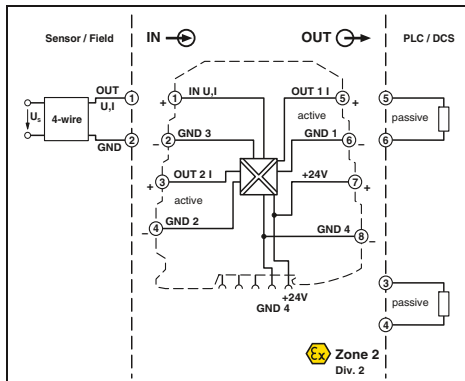 Sensor / Field
IN
OUT
PLC / DCS
OUT
U,I
1
Us
4-wire
GND
2
+ 1 IN U,I
OUT 1 I
5 +
active
− 2 GND 3
GND 1
6 −
+ 3 OUT 2 I
+24V
7 +
active
− 4 GND 2
GND 4
8 −
+24V
GND 4
5
passive
6
3
passive
4
Ex Zone 2
Div. 2